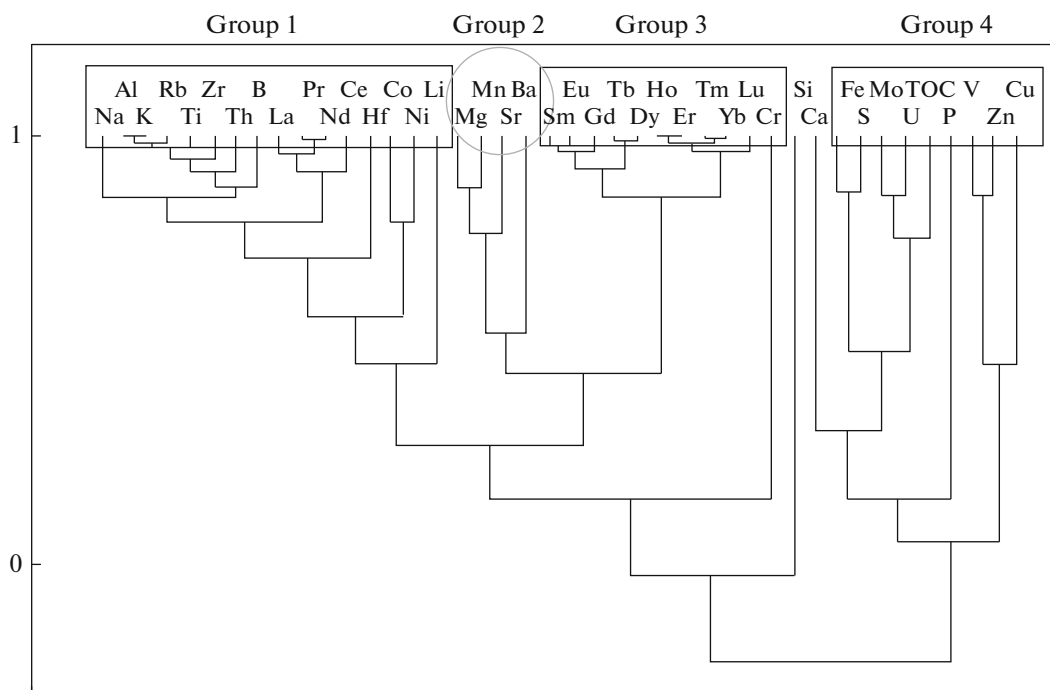 Group 1 Group 2 Group 3 Group 4
Al Rb Zr B Pr Ce Co Li Mn Ba Eu Tb Ho Tm Lu Si Fe Mo TOC V Cu
Na K Ti Th La Nd Hf Ni Mg Sr Sm Gd Dy Er Yb Cr Ca S U P Zn
1
0